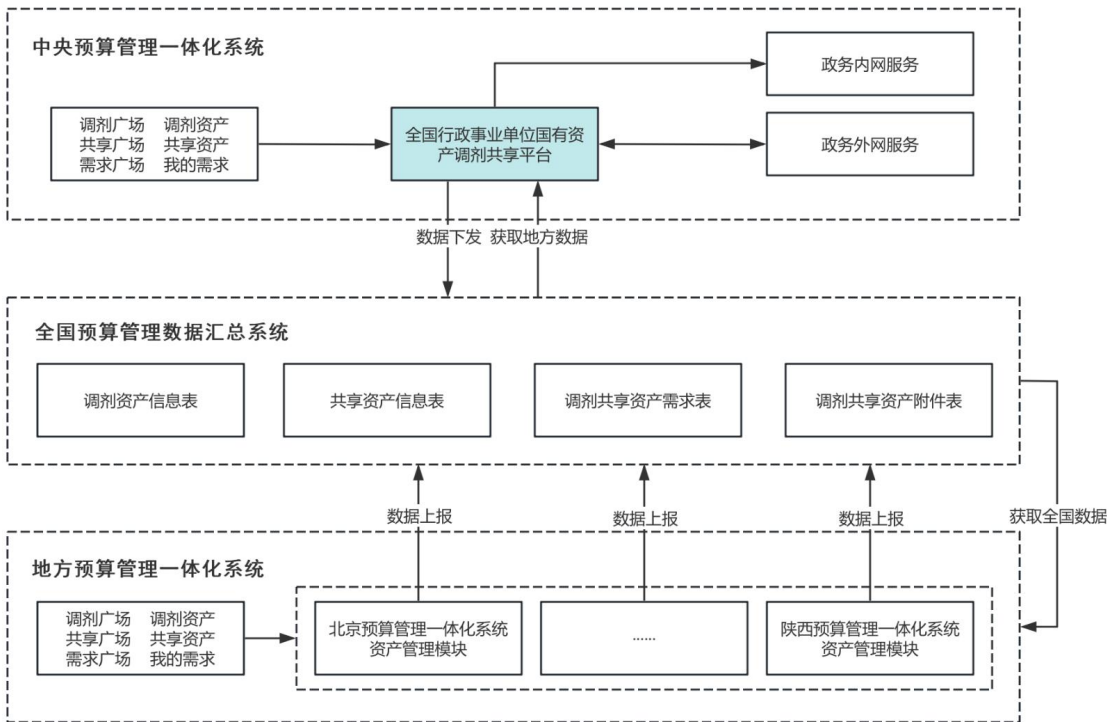 中央预算管理一体化系统
政务内网服务
调剂广场 调剂资产
共享广场 共享资产
需求广场 我的需求
全国行政事业单位国有资
产调剂共享平台
政务外网服务
数据下发 获取地方数据
全国预算管理数据汇总系统
调剂资产信息表
共享资产信息表
调剂共享资产需求表
调剂共享资产附件表
数据上报
数据上报
数据上报
获取全国数据
地方预算管理一体化系统
调剂广场 调剂资产
共享广场 共享资产
需求广场 我的需求
北京预算管理一体化系统
资产管理模块
......
陕西预算管理一体化系统
资产管理模块